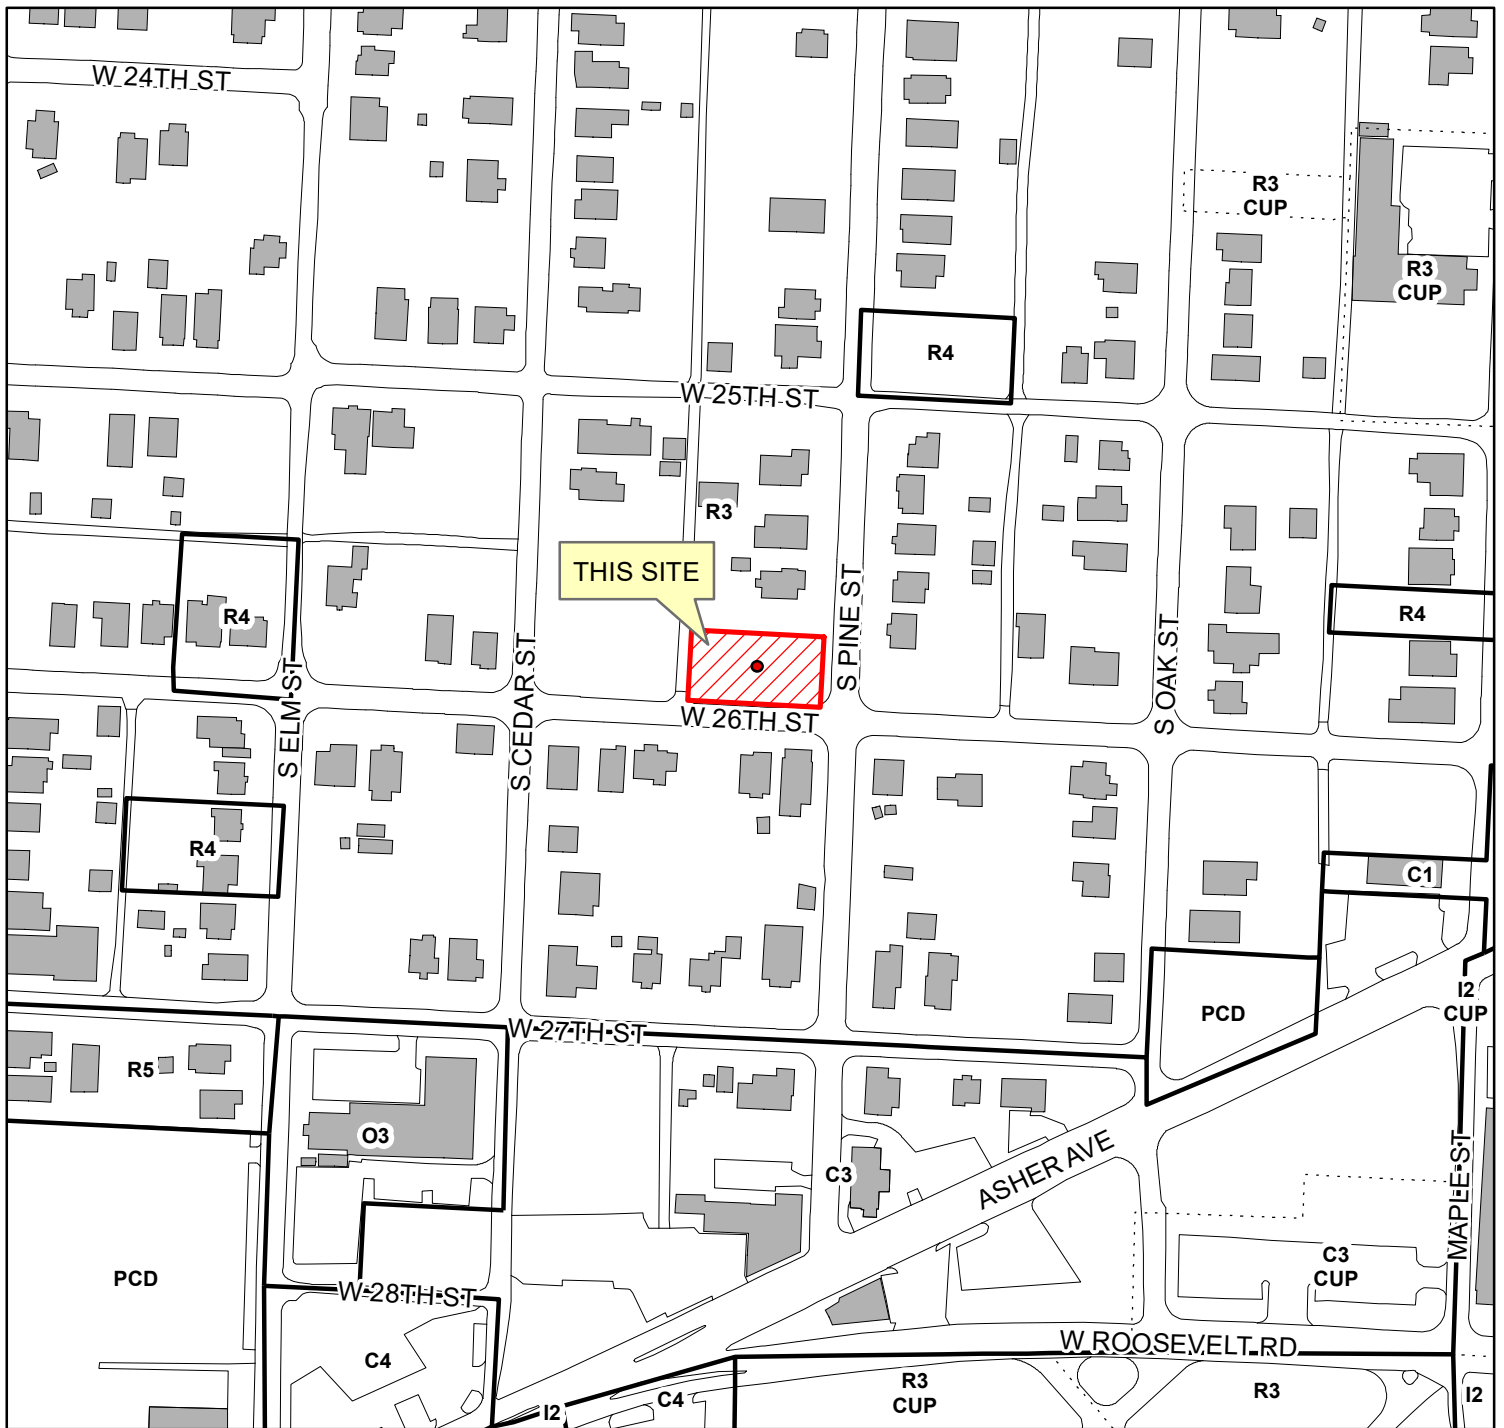 W 24TH ST
R3
CUP
R3
CUP
R4
W 25TH ST
R3
THIS SITE
S PINE ST
R4
R4
S OAK ST
S CEDAR ST
S ELM ST
W 26TH ST
R4
C1
I2
CUP
PCD
W 27TH ST
R5
O3
C3
ASHER AVE
MAPLE ST
PCD
C3
CUP
W 28TH ST
W ROOSEVELT RD
C4
R3
CUP
R3
I2
C4
I2